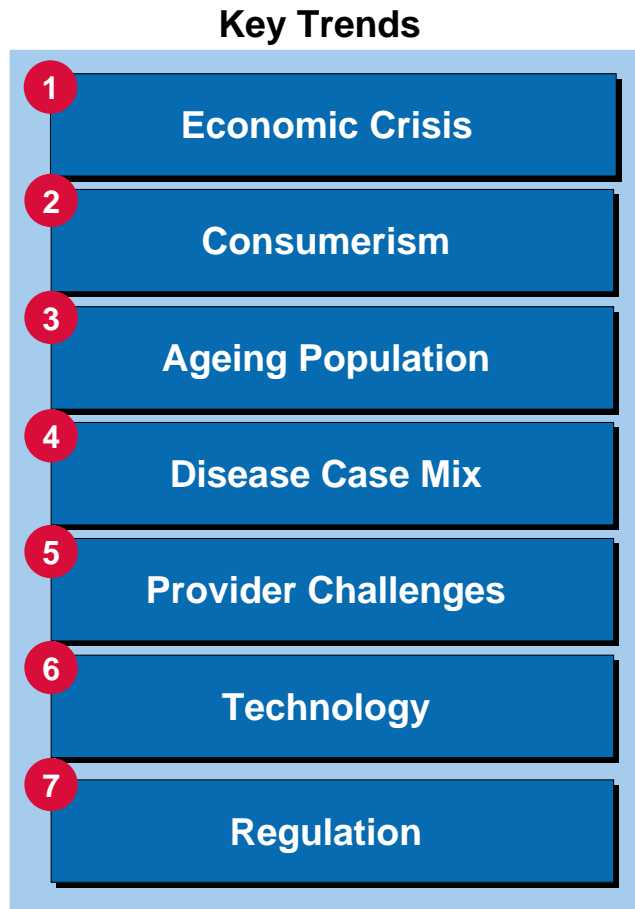 Key Trends
1
Economic Crisis
2
Consumerism
3
Ageing Population
4
Disease Case Mix
5
Provider Challenges
6
Technology
7
Regulation